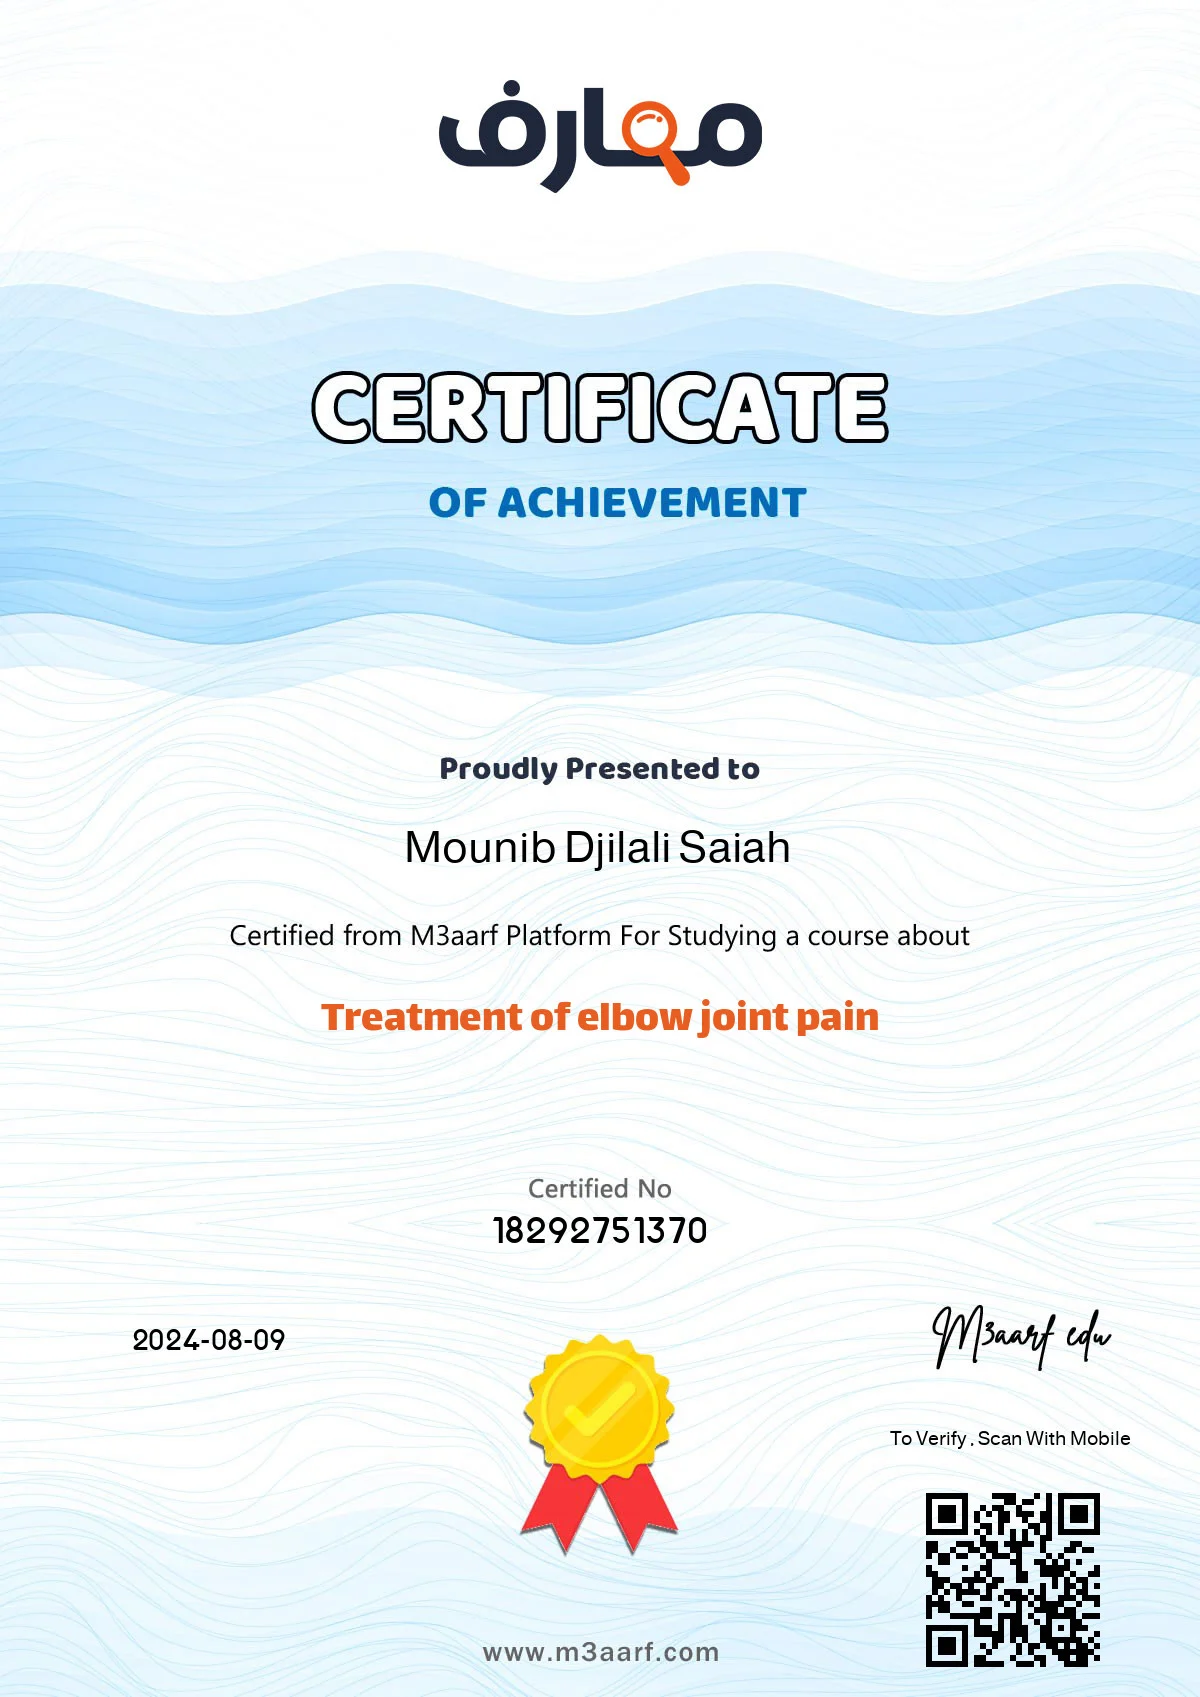 معارف
CERTIFICATE
OF ACHIEVEMENT
Proudly Presented to
Mounib Djilali Saiah
Certified from M3aarf Platform For Studying a course about
Treatment of elbow joint pain
Certified No
18292751370
2024-08-09
M3aarf edu
To Verify , Scan With Mobile
www.m3aarf.com